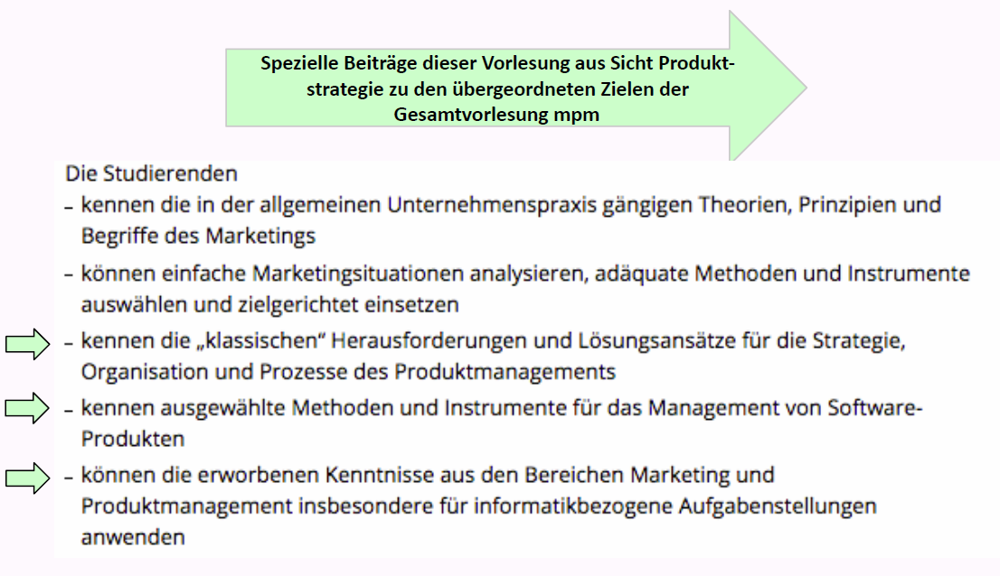 Spezielle Beiträge dieser Vorlesung aus Sicht Produkt-
strategie zu den übergeordneten Zielen der
Gesamtvorlesung mpm
Die Studierenden
– kennen die in der allgemeinen Unternehmenspraxis gängigen Theorien, Prinzipien und
Begriffe des Marketings
– können einfache Marketingsituationen analysieren, adäquate Methoden und Instrumente
auswählen und zielgerichtet einsetzen
– kennen die „klassischen“ Herausforderungen und Lösungsansätze für die Strategie,
Organisation und Prozesse des Produktmanagements
– kennen ausgewählte Methoden und Instrumente für das Management von Software-
Produkten
– können die erworbenen Kenntnisse aus den Bereichen Marketing und
Produktmanagement insbesondere für informatikbezogene Aufgabenstellungen
anwenden